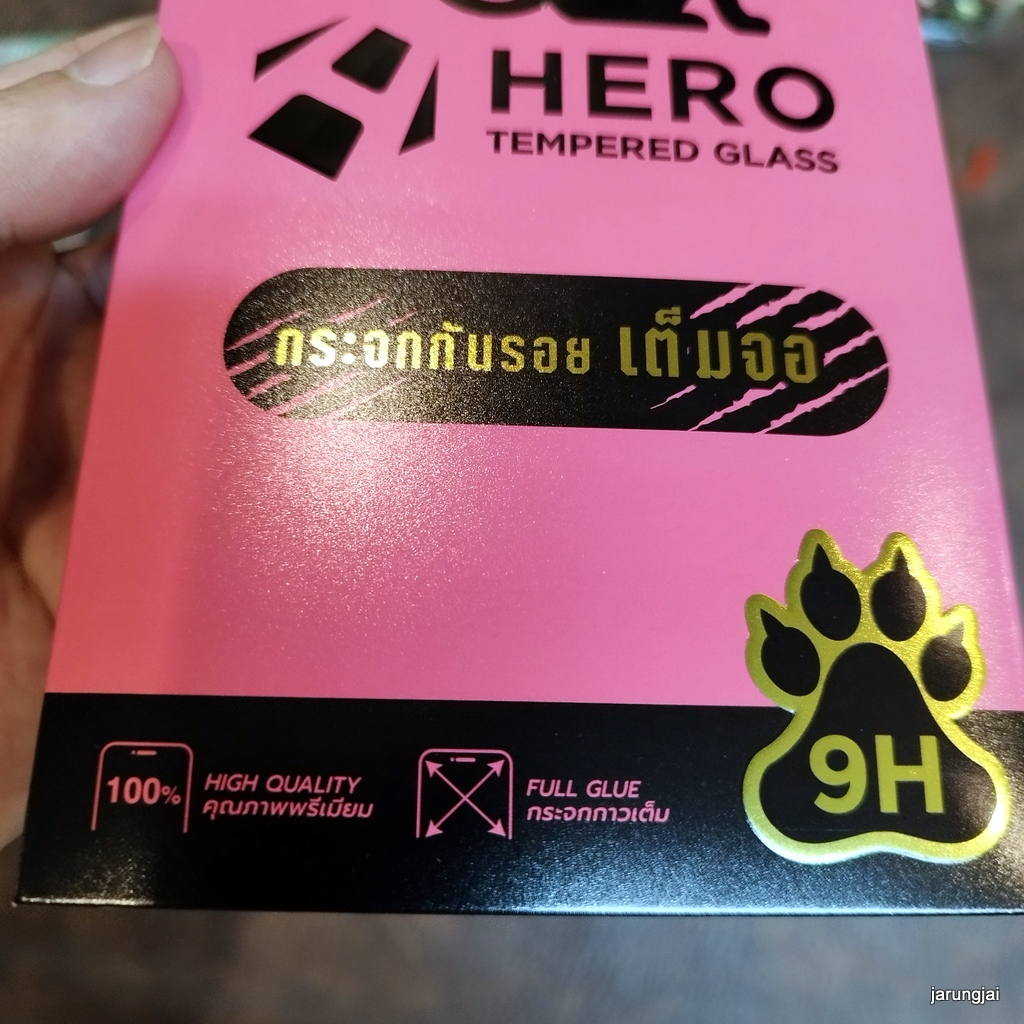 HERO
TEMPERED GLASS
กระจกกันรอย เต็มจอ
9H
100%
HIGH QUALITY
คุณภาพพรีเมียม
FULL GLUE
กระจกกาวเต็ม
jarungjai